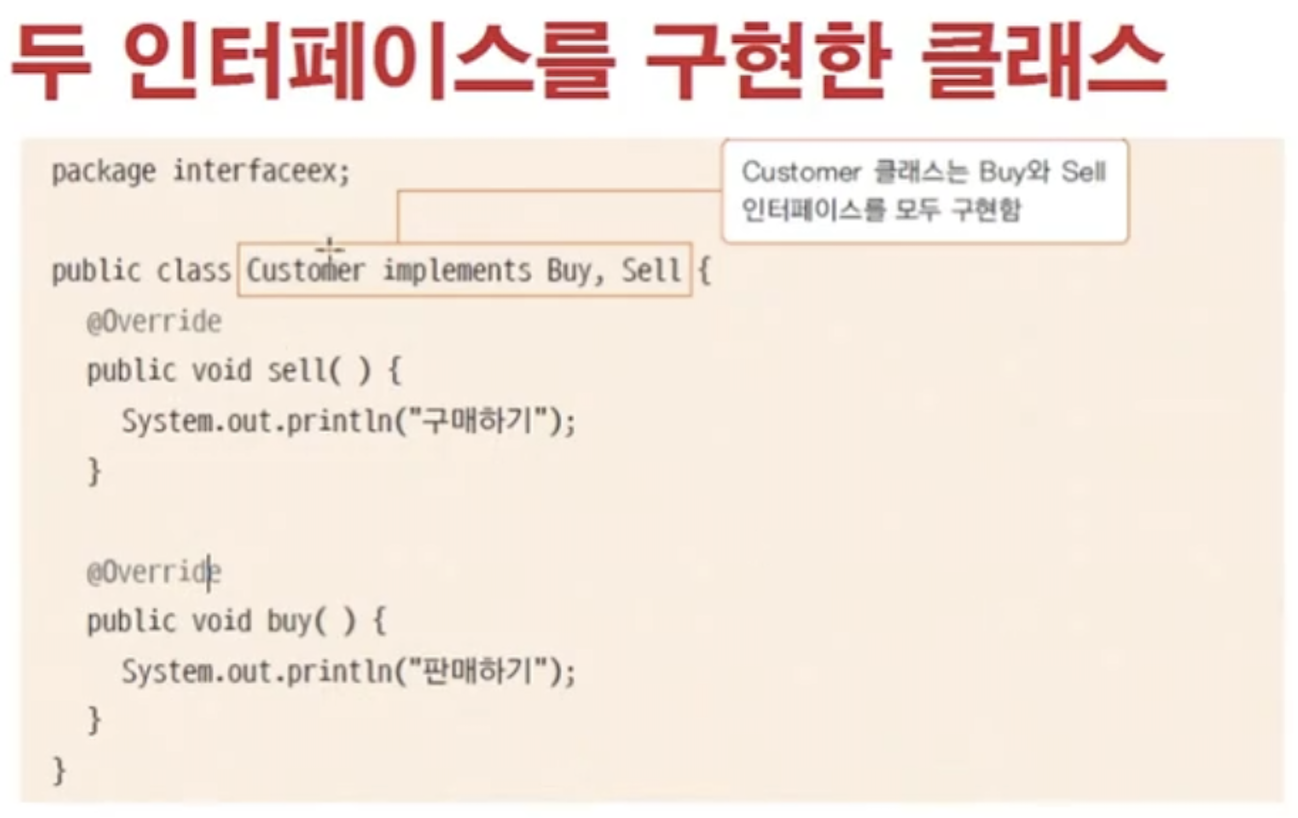 두 인터페이스를 구현한 클래스
package interfaceex;
Customer 클래스는 Buy와 Sell
인터페이스를 모두 구현함
public class Customer implements Buy, Sell {
@Override
public void sell( ) {
System.out.println("구매하기");
}
@Override
public void buy( ) {
System.out.println("판매하기");
}
}